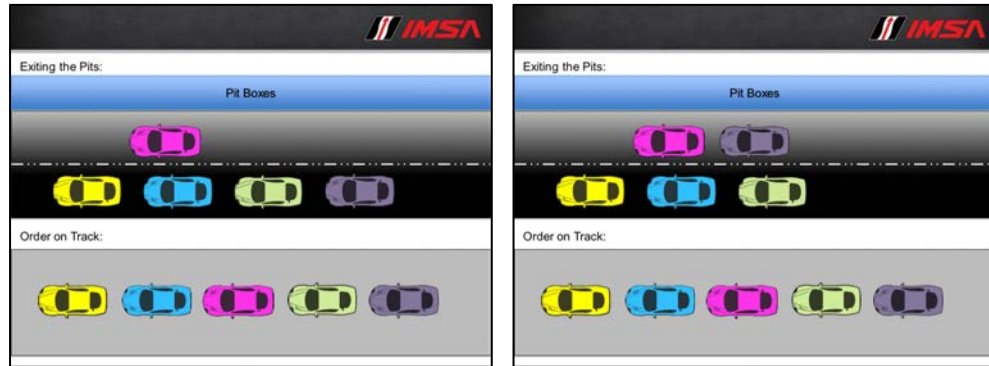 IMSA
Exiting the Pits:
Pit Boxes
Order on Track:
IMSA
Exiting the Pits:
Pit Boxes
Order on Track: